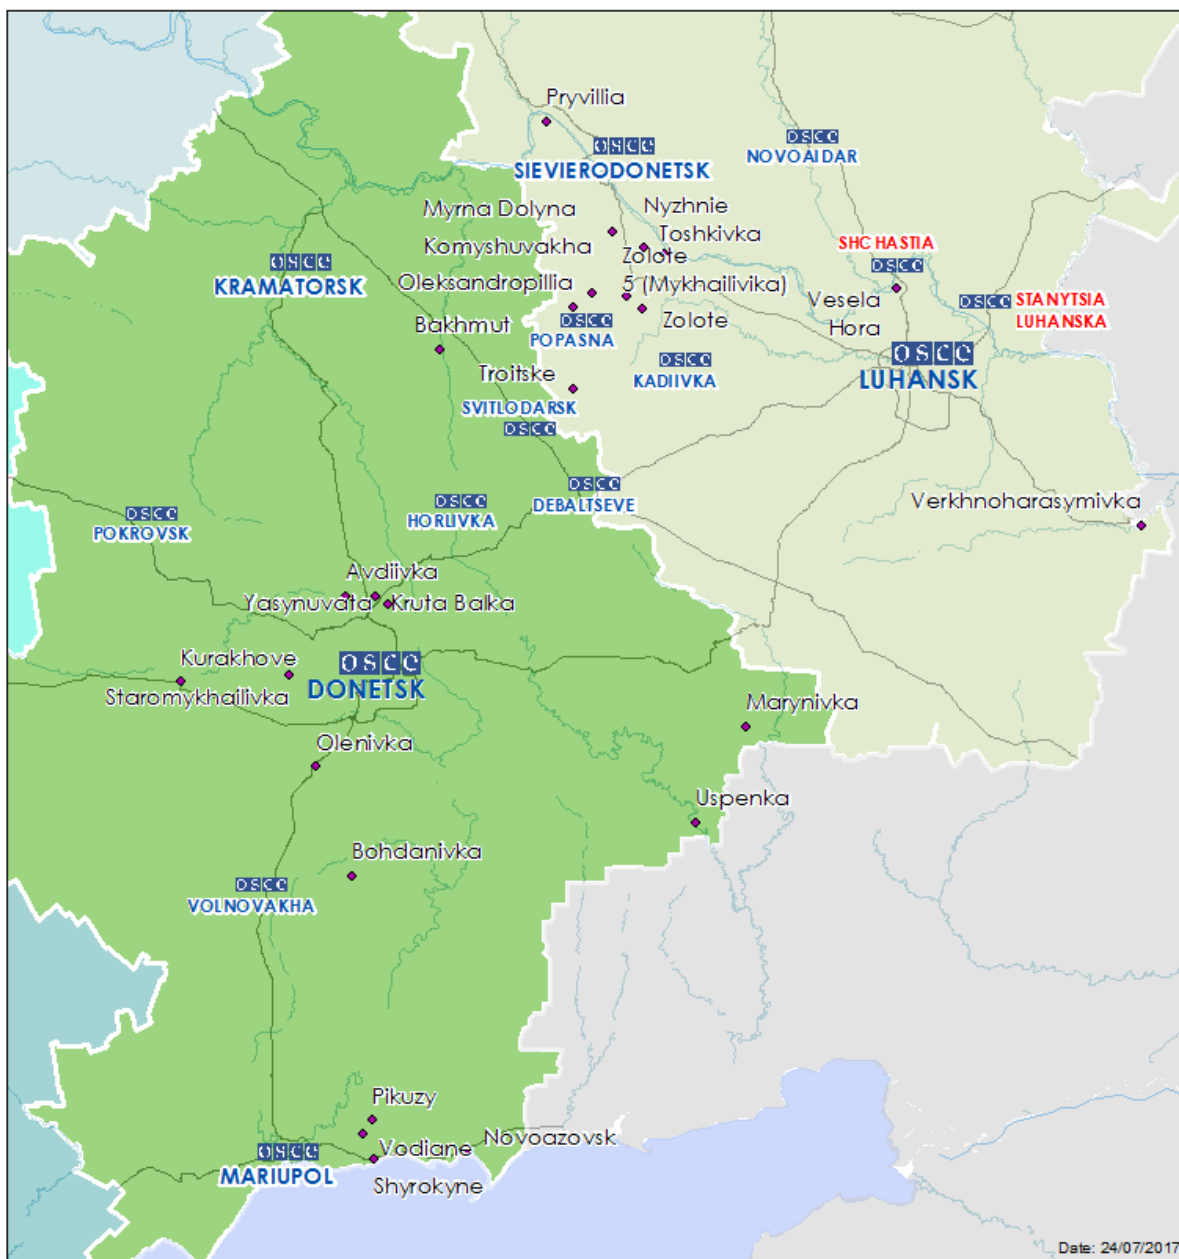 Pryvillia
OSCE
SIEVIERODONETSK
OSCE
NOVOAIDAR
Myrna Dolyna
Nyzhnie
Toshkivka
Komyshuvakha
Zolote
5 (Mykhailivika)
SHCHASTIA
OSCE
OSCE
KRAMATORSK
Oleksandropillia
Vesela
Hora
OSCE
STANYTSIA
LUHANSKA
Zolote
OSCE
POPASNA
Bakhmut
OSCE
KADIIVKA
OSCE
LUHANSK
Troitske
SVITLODARSK
OSCE
OSCE
DEBALTSEVE
OSCE
HORLIVKA
OSCE
POKROVSK
Verkhnoharasymivka
Avdiivka
Yasynuvata
Kruta Balka
Kurakhove
Staromykhailivka
OSCE
DONETSK
Marynivka
Olenivka
Uspenka
Bohdanivka
OSCE
VOLNOVAKHA
Pikuzy
Novoazovsk
Vodiane
OSCE
MARIUPOL
Shyrokyne
Date: 24/07/2017